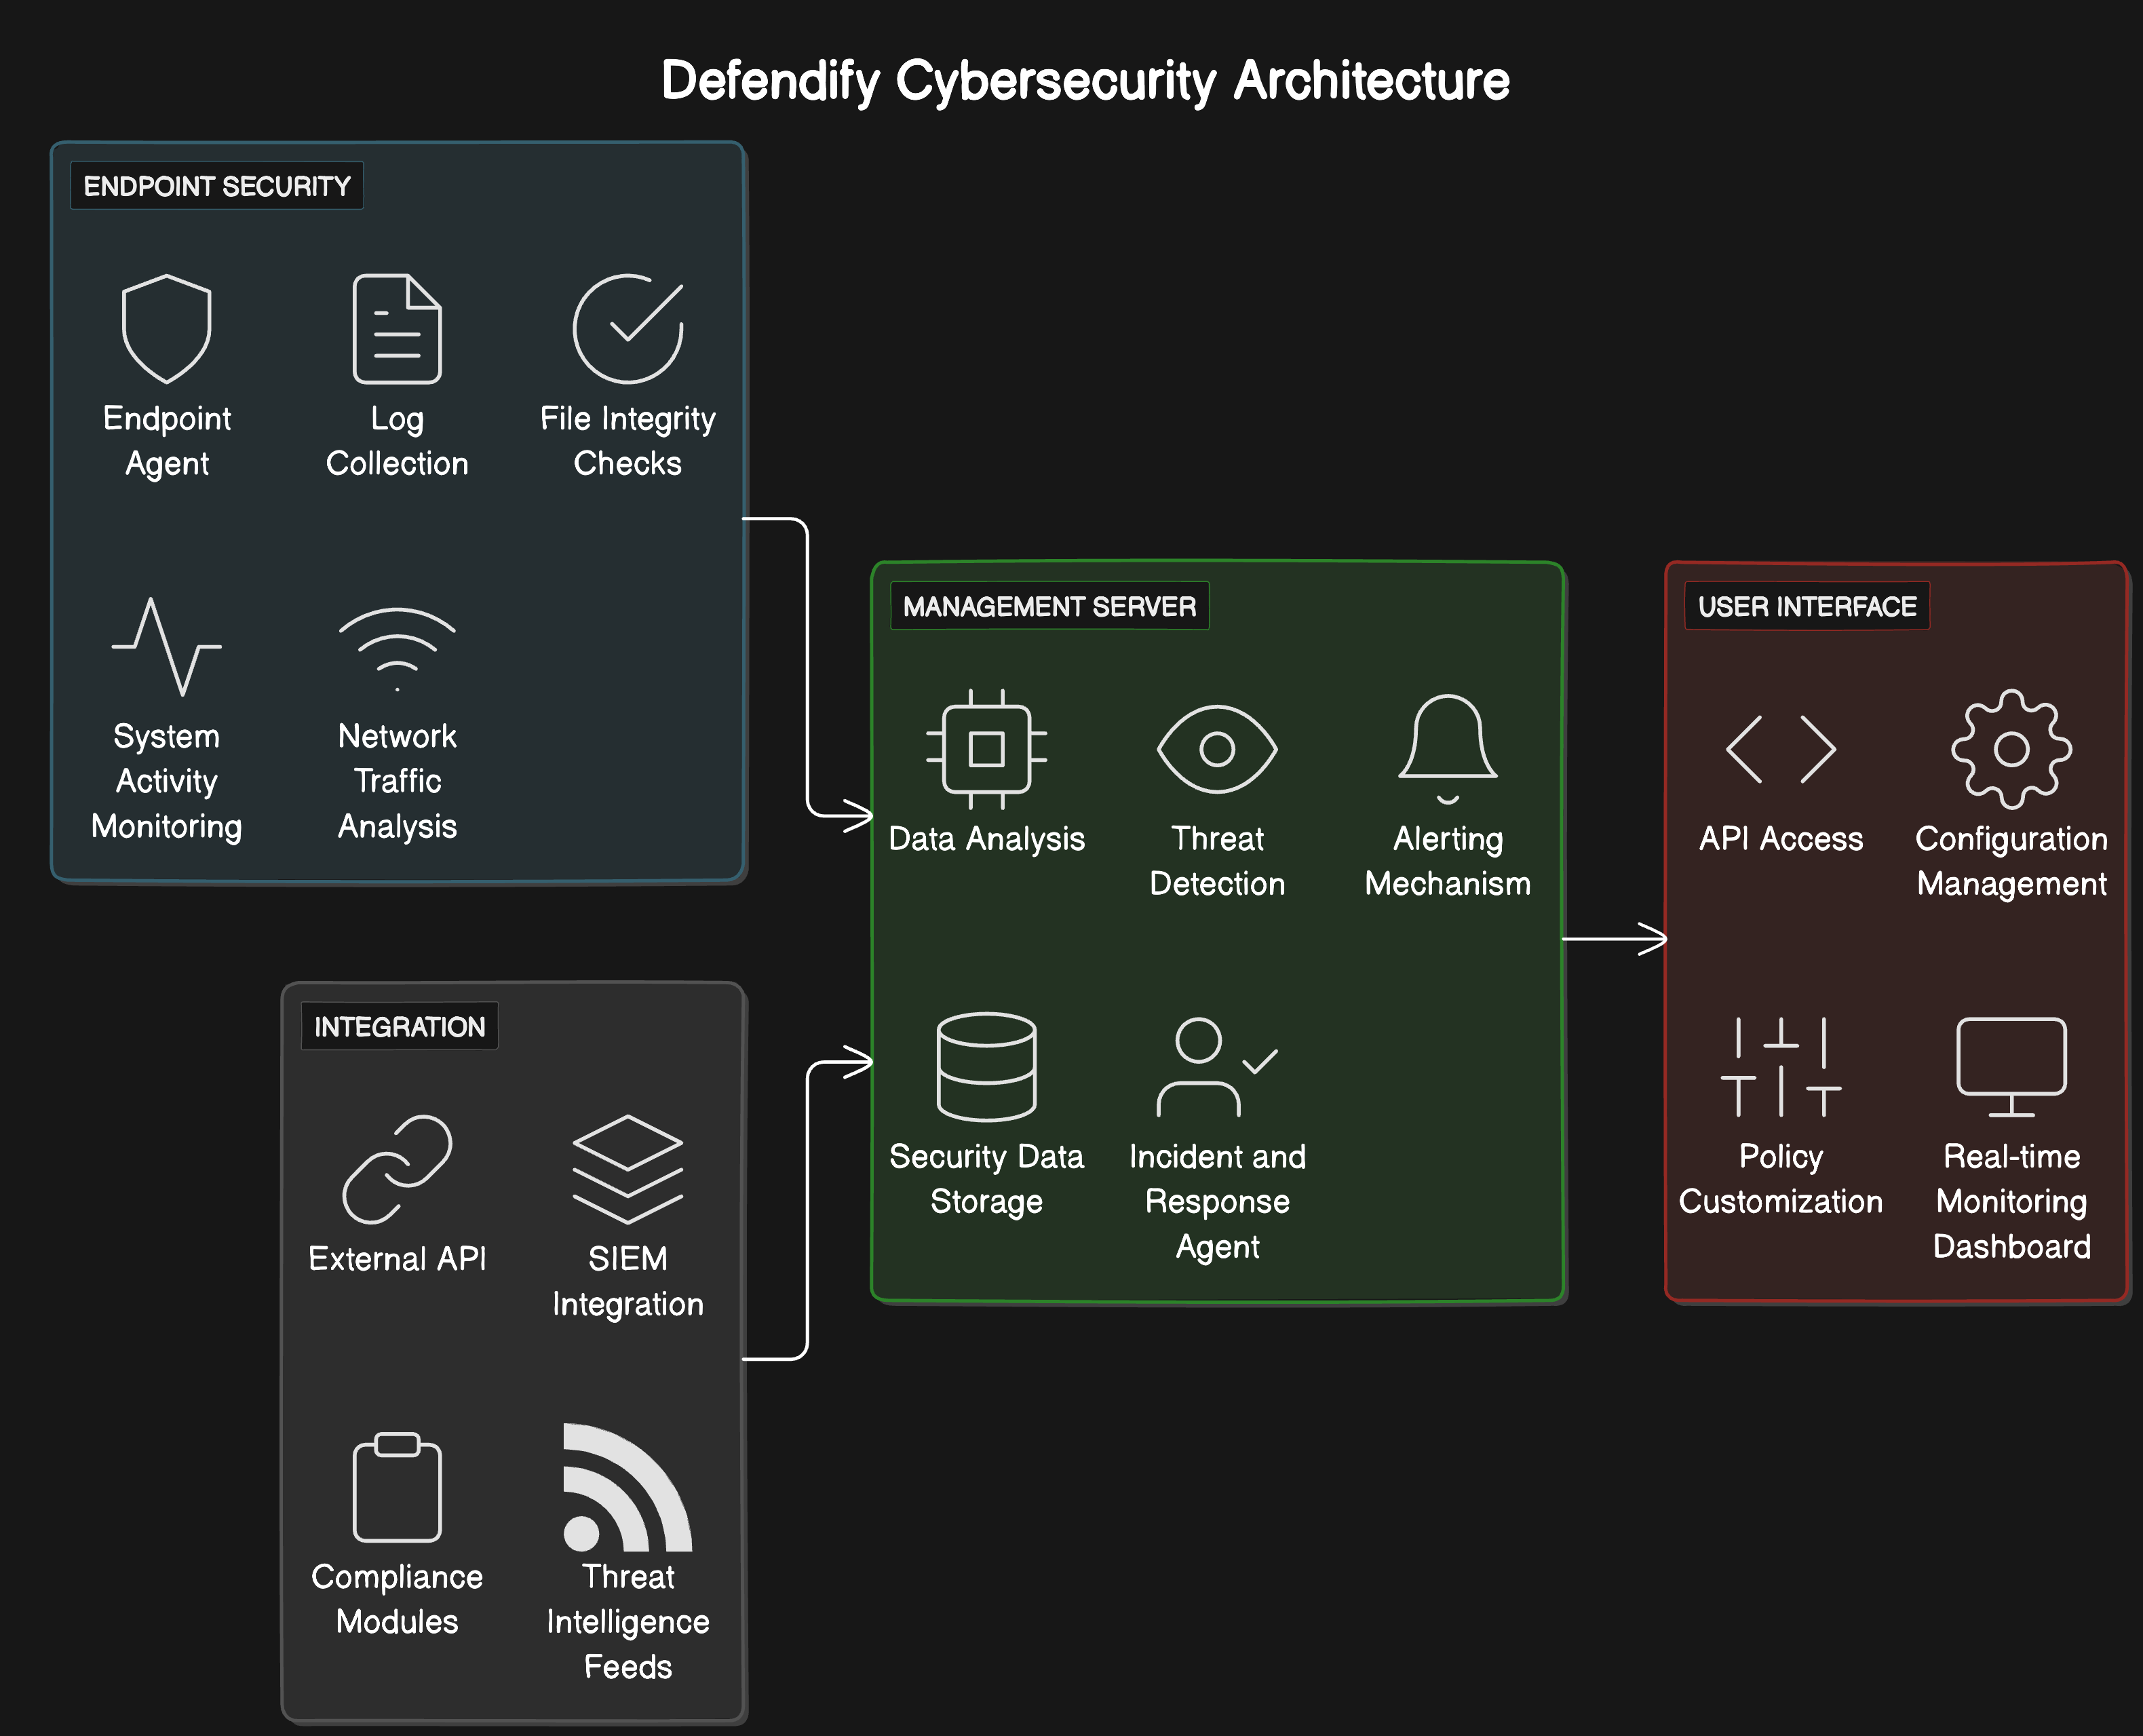 Defendify Cybersecurity Architecture
ENDPOINT SECURITY
Endpoint
Agent
Log
Collection
File Integrity
Checks
System
Activity
Monitoring
Network
Traffic
Analysis
MANAGEMENT SERVER
Data Analysis
Threat
Detection
Alerting
Mechanism
Security Data
Storage
Incident and
Response
Agent
USER INTERFACE
API Access
Configuration
Management
Policy
Customization
Real-time
Monitoring
Dashboard
INTEGRATION
External API
SIEM
Integration
Compliance
Modules
Threat
Intelligence
Feeds